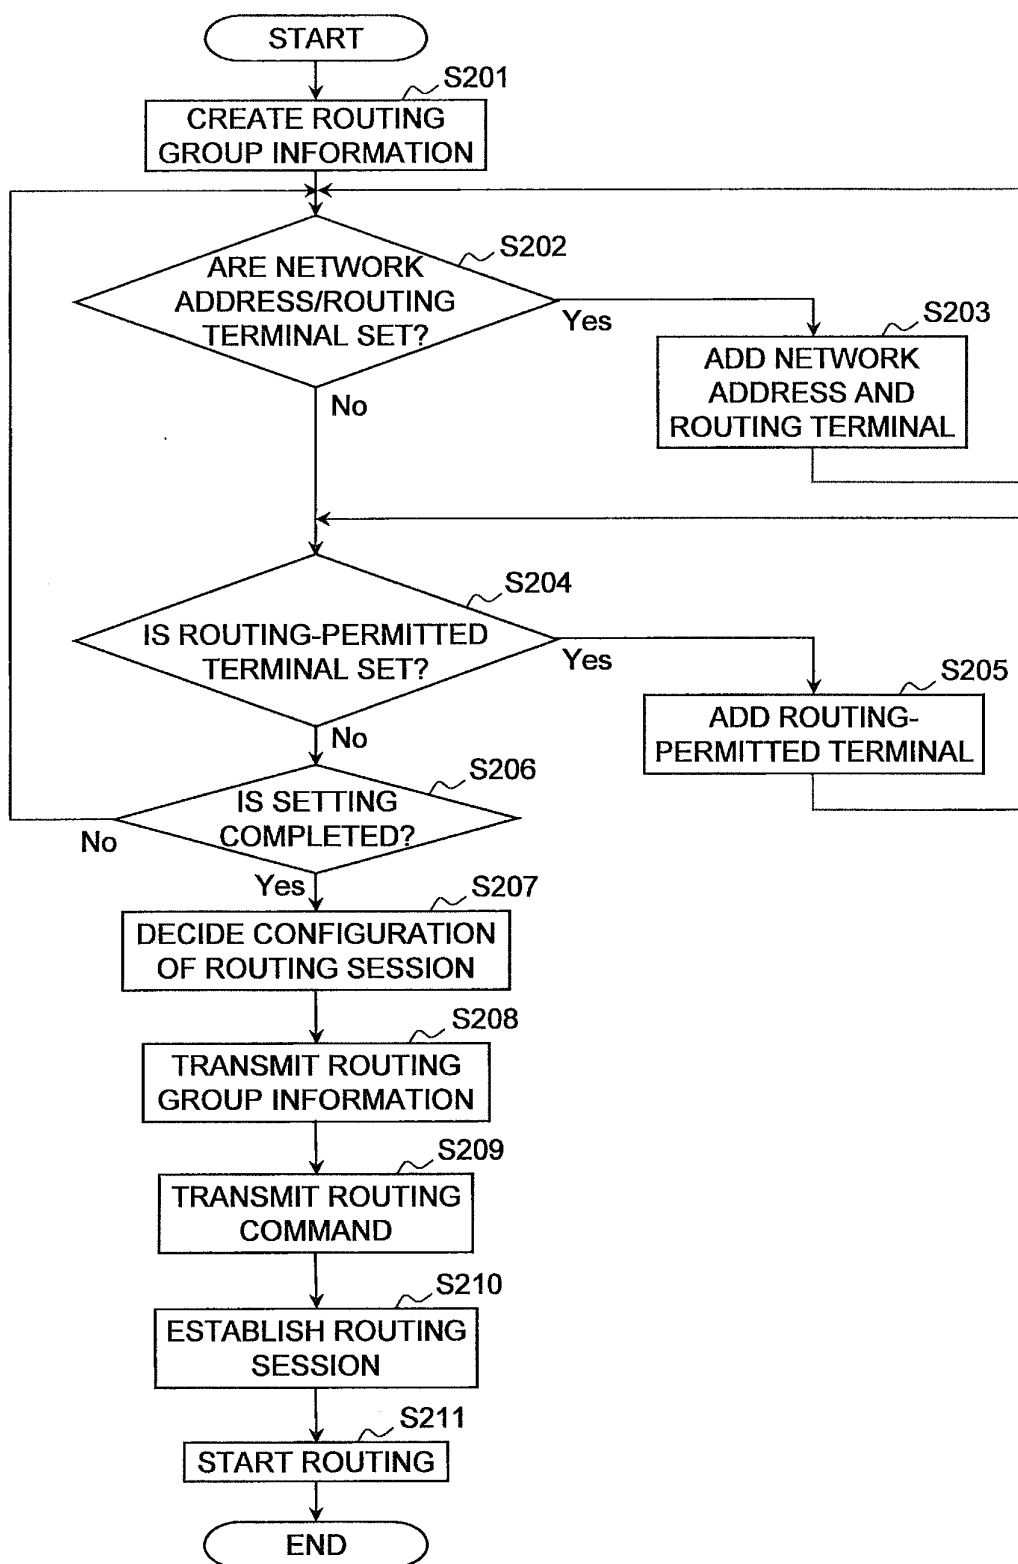 START
S201
CREATE ROUTING
GROUP INFORMATION
S202
ARE NETWORK
ADDRESS/ROUTING
TERMINAL SET?
Yes
No
S203
ADD NETWORK
ADDRESS AND
ROUTING TERMINAL
S204
IS ROUTING-PERMITTED
TERMINAL SET?
Yes
No
S205
ADD ROUTING-
PERMITTED TERMINAL
S206
IS SETTING
COMPLETED?
No
Yes
S207
DECIDE CONFIGURATION
OF ROUTING SESSION
S208
TRANSMIT ROUTING
GROUP INFORMATION
S209
TRANSMIT ROUTING
COMMAND
S210
ESTABLISH ROUTING
SESSION
S211
START ROUTING
END